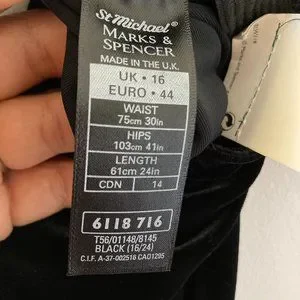 St Michael®
MARKS &
SPENCER
MADE IN THE U.K.
UK • 16
EURO • 44
WAIST
75cm 30in
HIPS
103cm 41in
LENGTH
61cm 24in
CDN 14
6118 716
T56/01148/8145
BLACK (16/24)
C.I.F. A-37-002516 CA01295